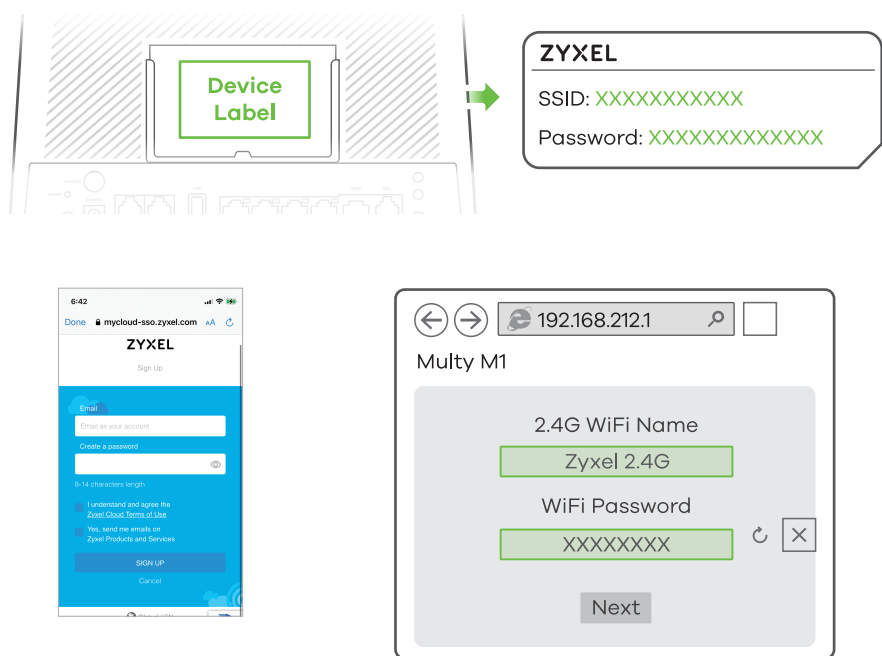 Device
Label
ZYXEL
SSID: XXXXXXXXXXX
Password: XXXXXXXXXXXXX
6:42
Done mycloud-sso.zyxel.com AA
ZYXEL
Sign Up
Email
Email as your account
Create a password
8-14 characters length
I understand and agree the
Zyxel Cloud Terms of Use
Yes, send me emails on
Zyxel Products and Services
SIGN UP
Cancel
192.168.212.1
Multy M1
2.4G WiFi Name
Zyxel 2.4G
WiFi Password
XXXXXXXX
Next